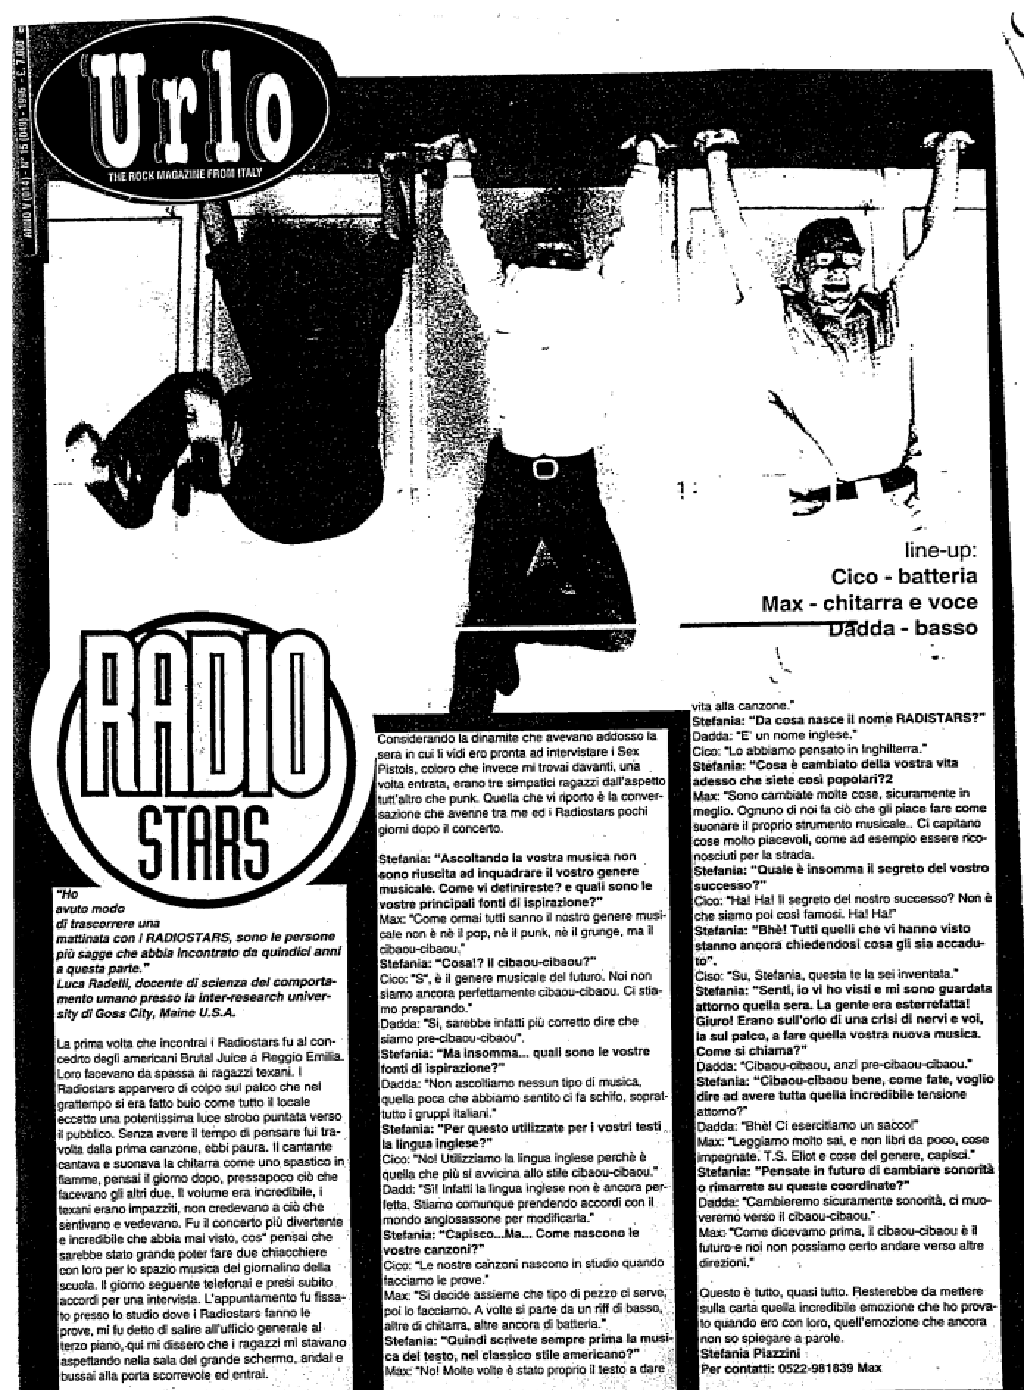 Urlo
THE ROCK MAGAZINE FROM ITALY
line-up:
Cico - batteria
Max - chitarra e voce
Dadda - basso
RADIO
STARS
"Ho
avuto modo
di trascorrere una
mattinata con i RADIOSTARS, sono le persone
più sagge che abbia incontrato da quindici anni
a questa parte."
Luca Radelli, docente di scienza del comporta-
mento umano presso la inter-research univer-
sity di Goss City, Maine U.S.A.
La prima volta che incontrai i Radiostars fu al con-
cedrto degli americani Brutal Juice a Reggio Emilia.
Loro facevano da spassa ai ragazzi texani. I
Radiostars apparvero di colpo sul palco che nel
grattempo si era fatto buio come tutto il locale
eccetto una potentissima luce strobo puntata verso
il pubblico. Senza avere il tempo di pensare fui tra-
volta dalla prima canzone, ebbi paura. Il cantante
cantava e suonava la chitarra come uno spastico in
fiamme, pensai il giorno dopo, pressapoco ciò che
facevano gli altri due. Il volume era incredibile, i
texani erano impazziti, non credevano a ciò che
sentivano e vedevano. Fu il concerto più divertente
e incredibile che abbia mai visto, cos" pensai che
sarebbe stato grande poter fare due chiacchiere
con loro per lo spazio musica del giornalino della
scuola. Il giorno seguente telefonai e presi subito
accordi per una intervista. L'appuntamento fu fissa-
to presso lo studio dove i Radiostars fanno le
prove, mi fu detto di salire all'ufficio generale al
terzo piano, qui mi dissero che i ragazzi mi stavano
aspettando nella sala del grande schermo, andai e
bussai alla porta scorrevole ed entrai.
Considerando la dinamite che avevano addosso la
sera in cui li vidi ero pronta ad intervistare i Sex
Pistols, coloro che invece mi trovai davanti, una
volta entrata, erano tre simpatici ragazzi dall'aspetto
tutt'altro che punk. Quella che vi riporto è la conver-
sazione che avenne tra me ed i Radiostars pochi
giorni dopo il concerto.
Stefania: "Ascoltando la vostra musica non
sono riuscita ad inquadrare il vostro genere
musicale. Come vi definireste? e quali sono le
vostre principali fonti di ispirazione?"
Max: "Come ormai tutti sanno il nostro genere musi-
cale non è nè il pop, nè il punk, nè il grunge, ma il
cibaou-cibaou."
Stefania: "Cosa!? il cibaou-cibaou?"
Cico: "S", è il genere musicale del futuro. Noi non
siamo ancora perfettamente cibaou-cibaou. Ci stia-
mo preparando."
Dadda: "Si, sarebbe infatti più corretto dire che
siamo pre-cibaou-cibaou".
Stefania: "Ma insomma... quali sono le vostre
fonti di ispirazione?"
Dadda: "Non ascoltiamo nessun tipo di musica,
quella poca che abbiamo sentito ci fa schifo, soprat-
tutto i gruppi italiani."
Stefania: "Per questo utilizzate per i vostri testi
la lingua inglese?"
Cico: "No! Utilizziamo la lingua inglese perchè è
quella che più si avvicina allo stile cibaou-cibaou."
Dadd: "Sì! Infatti la lingua inglese non è ancora per-
fetta. Stiamo comunque prendendo accordi con il
mondo anglosassone per modificarla."
Stefania: "Capisco...Ma... Come nascono le
vostre canzoni?"
Cico: "Le nostre canzoni nascono in studio quando
facciamo le prove."
Max: "Si decide assieme che tipo di pezzo ci serve,
poi lo facciamo. A volte si parte da un riff di basso,
altre di chitarra, altre ancora di batteria."
Stefania: "Quindi scrivete sempre prima la musi-
ca del testo, nel classico stile americano?"
Max: "No! Molte volte è stato proprio il testo a dare
vita alla canzone."
Stefania: "Da cosa nasce il nome RADISTARS?"
Dadda: "E' un nome inglese."
Cico: "Lo abbiamo pensato in Inghilterra."
Stefania: "Cosa è cambiato della vostra vita
adesso che siete così popolari?2
Max: "Sono cambiate molte cose, sicuramente in
meglio. Ognuno di noi fa ciò che gli piace fare come
suonare il proprio strumento musicale.. Ci capitano
cose molto piacevoli, come ad esempio essere rico-
nosciuti per la strada.
Stefania: "Quale è insomma il segreto del vostro
successo?"
Cico: "Ha! Ha! Il segreto del nostro successo? Non è
che siamo poi così famosi. Ha! Ha!"
Stefania: "Bhè! Tutti quelli che vi hanno visto
stanno ancora chiedendosi cosa gli sia accadu-
to".
Ciso: "Su, Stefania, questa te la sei inventata."
Stefania: "Senti, io vi ho visti e mi sono guardata
attorno quella sera. La gente era esterrefatta!
Giuro! Erano sull'orlo di una crisi di nervi e voi,
la sul palco, a fare quella vostra nuova musica.
Come si chiama?"
Dadda: "Cibaou-cibaou, anzi pre-cibaou-cibaou."
Stefania: "Cibaou-cibaou bene, come fate, voglio
dire ad avere tutta quella incredibile tensione
attorno?"
Dadda: "Bhè! Ci esercitiamo un sacco!"
Max: "Leggiamo molto sai, e non libri da poco, cose
impegnate. T.S. Eliot e cose del genere, capisci."
Stefania: "Pensate in futuro di cambiare sonorità
o rimarrete su queste coordinate?"
Dadda: "Cambieremo sicuramente sonorità, ci muo-
veremo verso il cibaou-cibaou."
Max: "Come dicevamo prima, il cibaou-cibaou è il
futuro e noi non possiamo certo andare verso altre
direzioni."
Questo è tutto, quasi tutto. Resterebbe da mettere
sulla carta quella incredibile emozione che ho prova-
to quando ero con loro, quell'emozione che ancora
non so spiegare a parole.
Stefania Piazzini
Per contatti: 0522-981839 Max